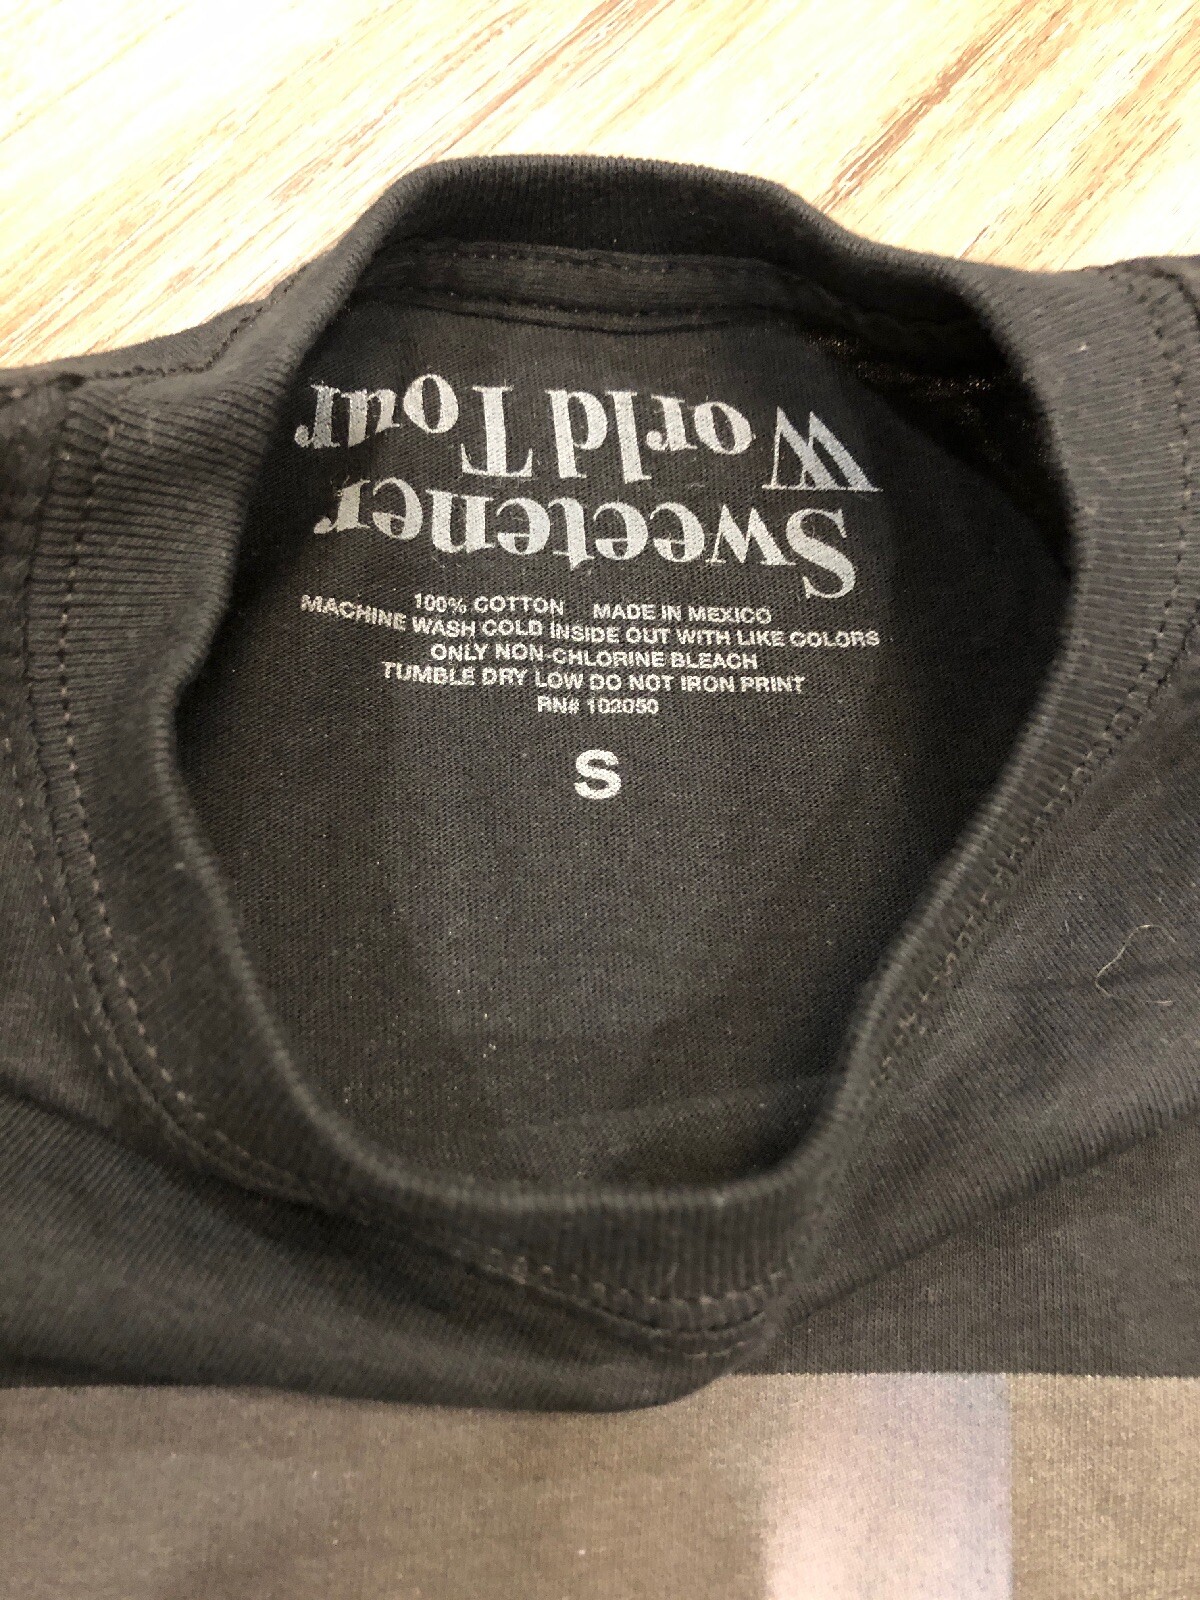 Sweetener
World Tour
100% COTTON MADE IN MEXICO
MACHINE WASH COLD INSIDE OUT WITH LIKE COLORS
ONLY NON-CHLORINE BLEACH
TUMBLE DRY LOW DO NOT IRON PRINT
RN# 102050
S